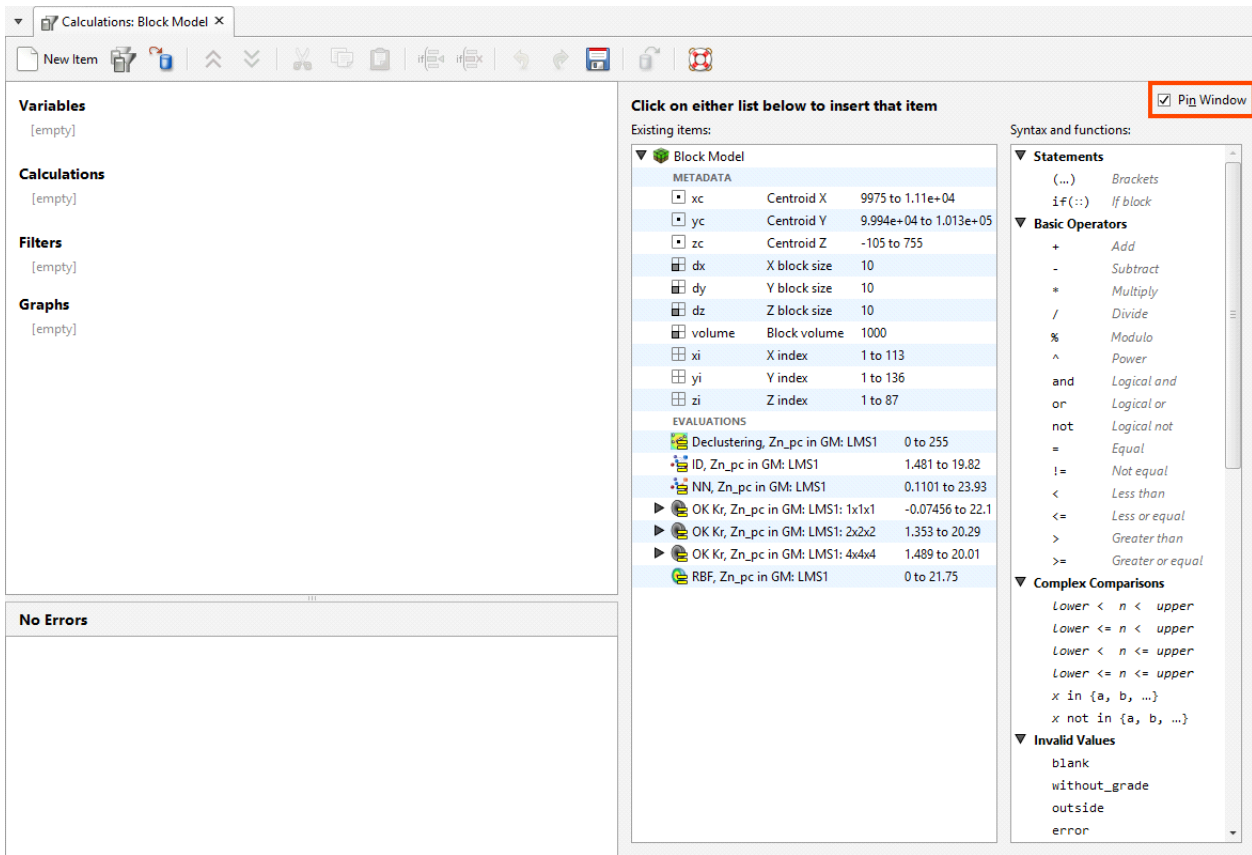 Calculations: Block Model ×
New Item
Variables
[empty]
Calculations
[empty]
Filters
[empty]
Graphs
[empty]
No Errors
Click on either list below to insert that item
Pin Window
Existing items:
Block Model
METADATA
xc Centroid X 9975 to 1.11e+04
yc Centroid Y 9.994e+04 to 1.013e+05
zc Centroid Z -105 to 755
dx X block size 10
dy Y block size 10
dz Z block size 10
volume Block volume 1000
xi X index 1 to 113
yi Y index 1 to 136
zi Z index 1 to 87
EVALUATIONS
Declustering, Zn_pc in GM: LMS1 0 to 255
ID, Zn_pc in GM: LMS1 1.481 to 19.82
NN, Zn_pc in GM: LMS1 0.1101 to 23.93
OK Kr, Zn_pc in GM: LMS1: 1x1x1 -0.07456 to 22.1
OK Kr, Zn_pc in GM: LMS1: 2x2x2 1.353 to 20.29
OK Kr, Zn_pc in GM: LMS1: 4x4x4 1.489 to 20.01
RBF, Zn_pc in GM: LMS1 0 to 21.75
Syntax and functions:
Statements
(...) Brackets
if(::) If block
Basic Operators
+ Add
- Subtract
* Multiply
/ Divide
% Modulo
^ Power
and Logical and
or Logical or
not Logical not
= Equal
!= Not equal
< Less than
<= Less or equal
> Greater than
>= Greater or equal
Complex Comparisons
Lower < n < upper
Lower <= n < upper
Lower < n <= upper
Lower <= n <= upper
x in {a, b, …}
x not in {a, b, …}
Invalid Values
blank
without_grade
outside
error